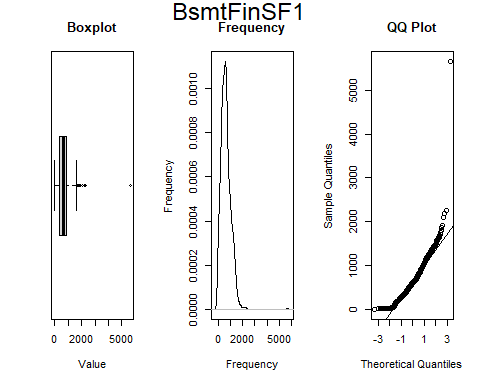 BsmtFinSF1
Boxplot
Frequency
QQ Plot
0 2000 5000
Value
Frequency
0.0000 0.0002 0.0004 0.0006 0.0008 0.0010
0 2000 5000
Frequency
Sample Quantiles
0 1000 2000 3000 4000 5000
-3 -1 1 3
Theoretical Quantiles